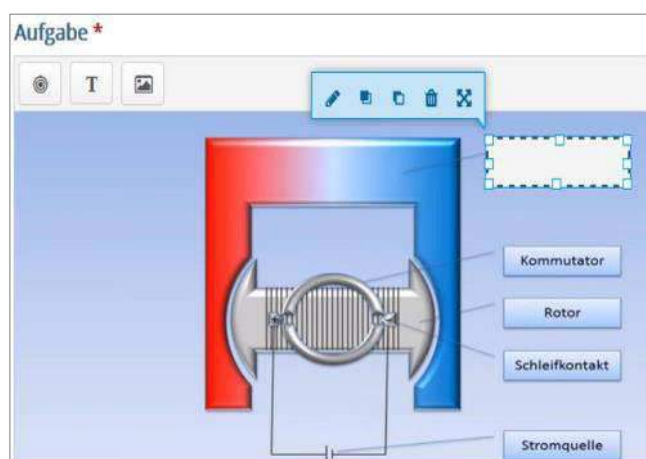 Aufgabe *
T
Kommutator
Rotor
Schleifkontakt
Stromquelle